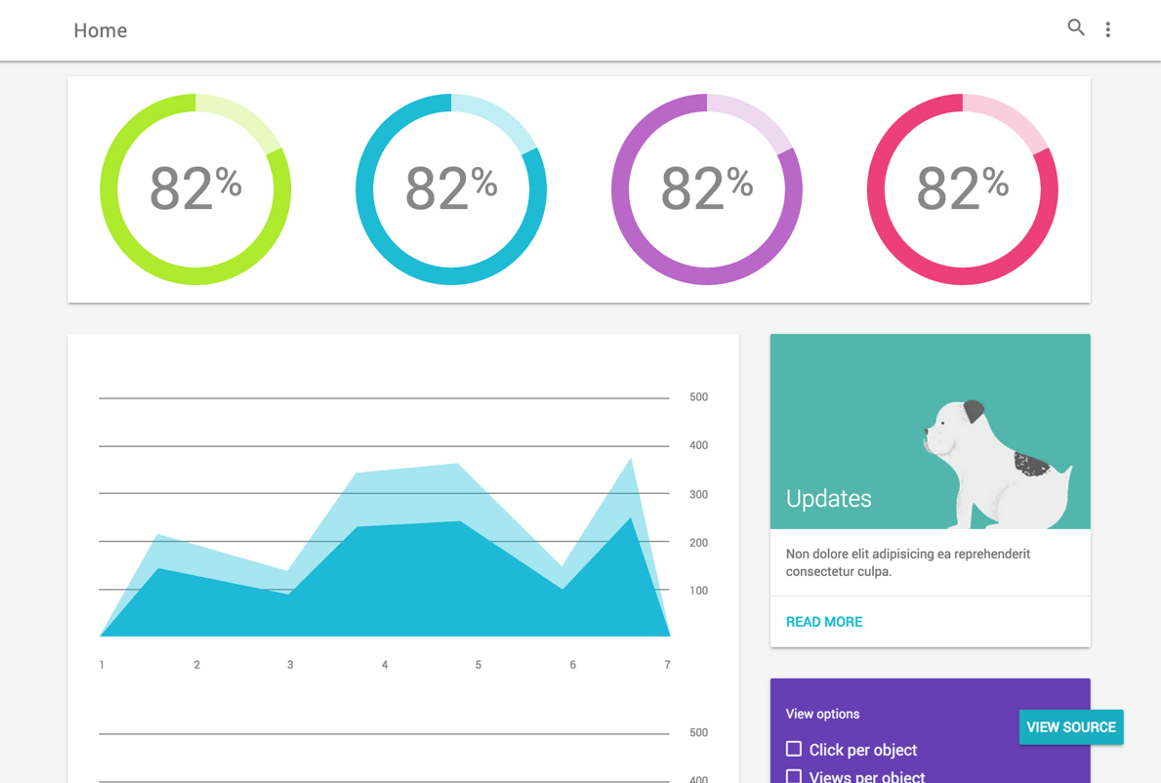 Home
82%
82%
82%
82%
500
400
300
200
100
1 2 3 4 5 6 7
Updates
Non dolore elit adipisicing ea reprehenderit
consectetur culpa.
READ MORE
500
400
View options
VIEW SOURCE
Click per object
Views per object